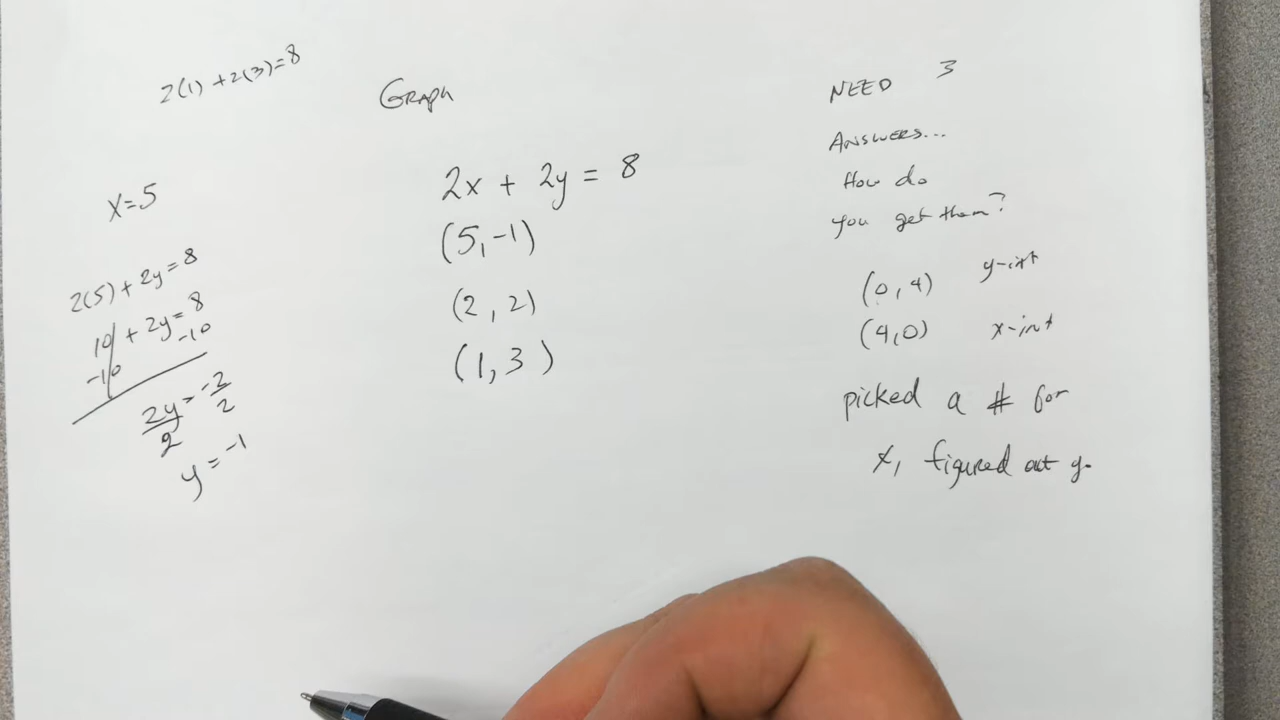 2(1) + 2(3) = 8
x = 5
2(5) + 2y = 8
10 + 2y = 8
-10 -10
2y = -2
2 2
y = -1
GRAPH
2x + 2y = 8
(5, -1)
(2, 2)
(1, 3)
NEED 3
ANSWERS...
How do
you get them?
(0, 4) y-int
(4, 0) x-int
picked a # for
x, figured out y.